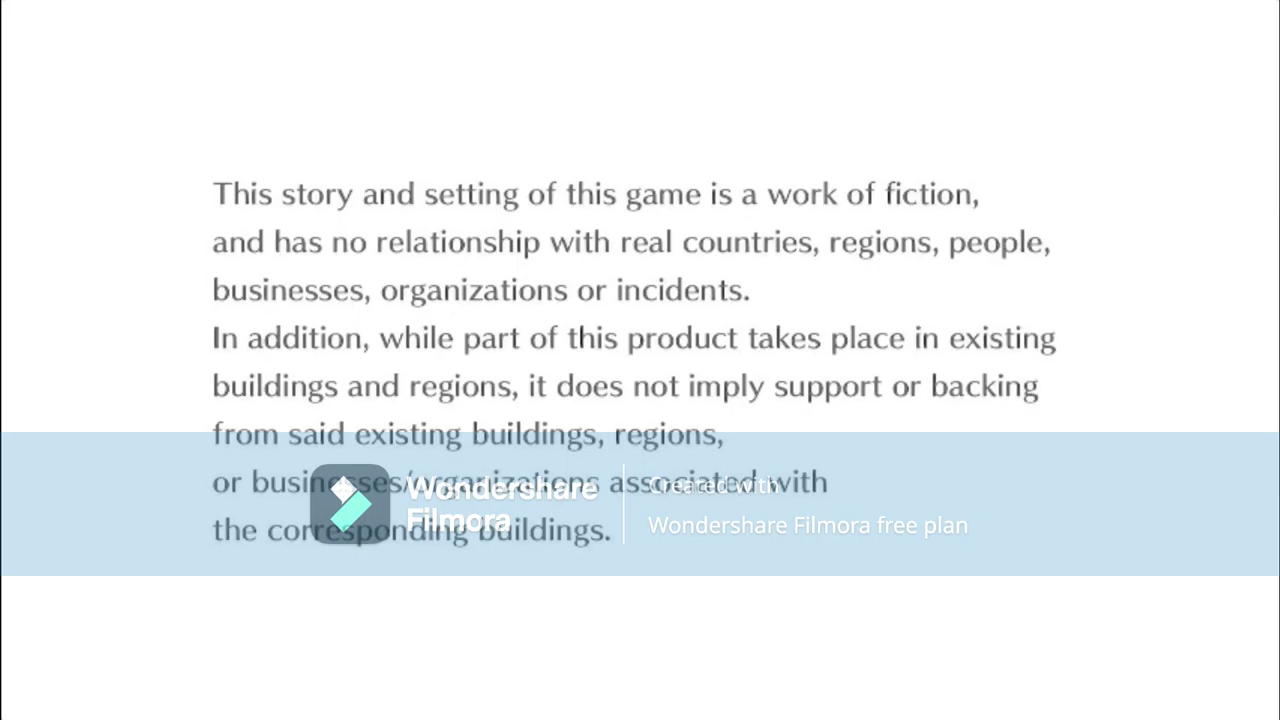 This story and setting of this game is a work of fiction,
and has no relationship with real countries, regions, people,
businesses, organizations or incidents.
In addition, while part of this product takes place in existing
buildings and regions, it does not imply support or backing
from said existing buildings, regions,
or businesses/organizations associated with
the corresponding buildings.
Wondershare
Filmora
Created with
Wondershare Filmora free plan